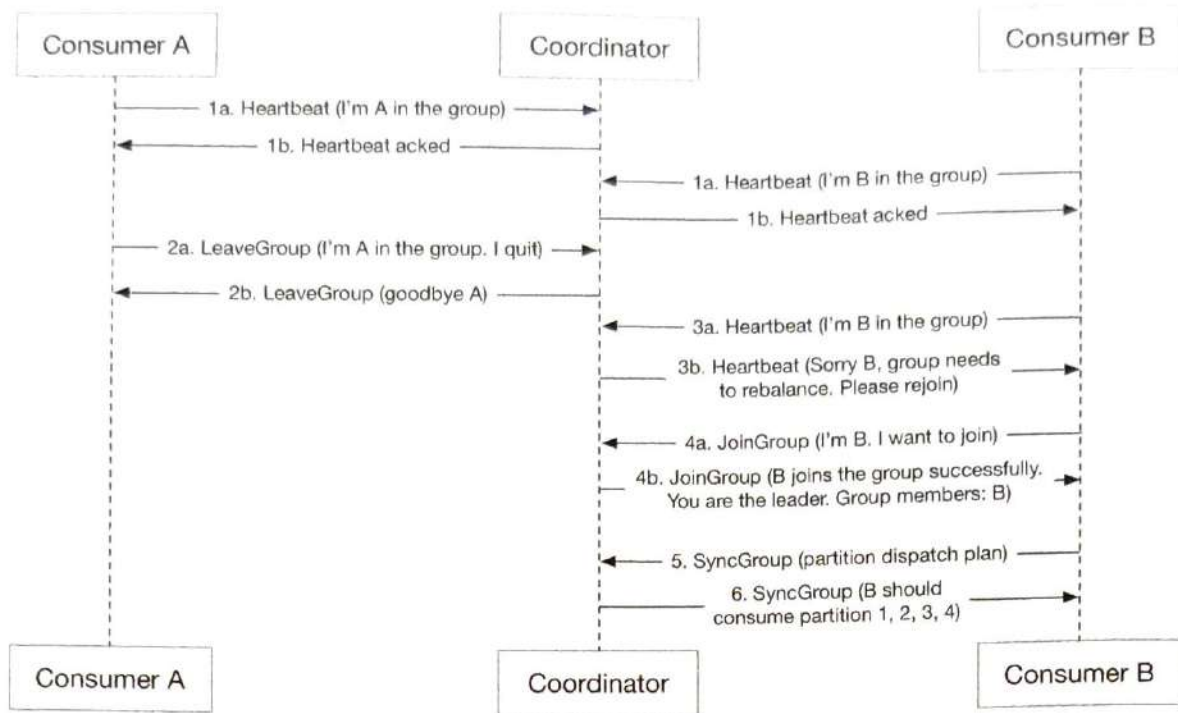 Consumer A
Coordinator
Consumer B
1a. Heartbeat (I'm A in the group)
1b. Heartbeat acked
1a. Heartbeat (I'm B in the group)
1b. Heartbeat acked
2a. LeaveGroup (I'm A in the group. I quit)
2b. LeaveGroup (goodbye A)
3a. Heartbeat (I'm B in the group)
3b. Heartbeat (Sorry B, group needs
to rebalance. Please rejoin)
4a. JoinGroup (I'm B. I want to join)
4b. JoinGroup (B joins the group successfully.
You are the leader. Group members: B)
5. SyncGroup (partition dispatch plan)
6. SyncGroup (B should
consume partition 1, 2, 3, 4)
Consumer A
Coordinator
Consumer B